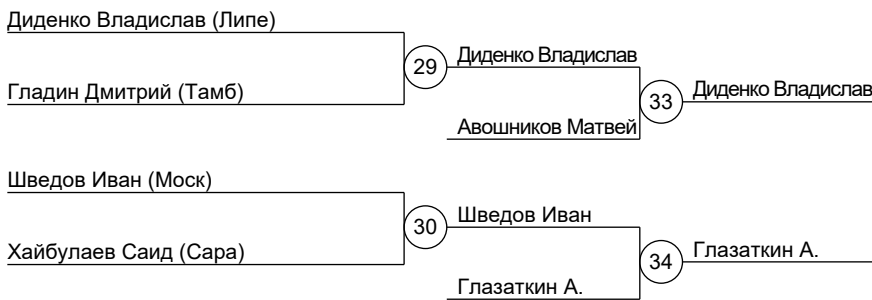 Диденко Владислав (Липе)
29
Диденко Владислав
Гладин Дмитрий (Тамб)
33
Диденко Владислав
Авошников Матвей
Шведов Иван (Моск)
30
Шведов Иван
Хайбулаев Саид (Сара)
34
Глазаткин А.
Глазаткин А.